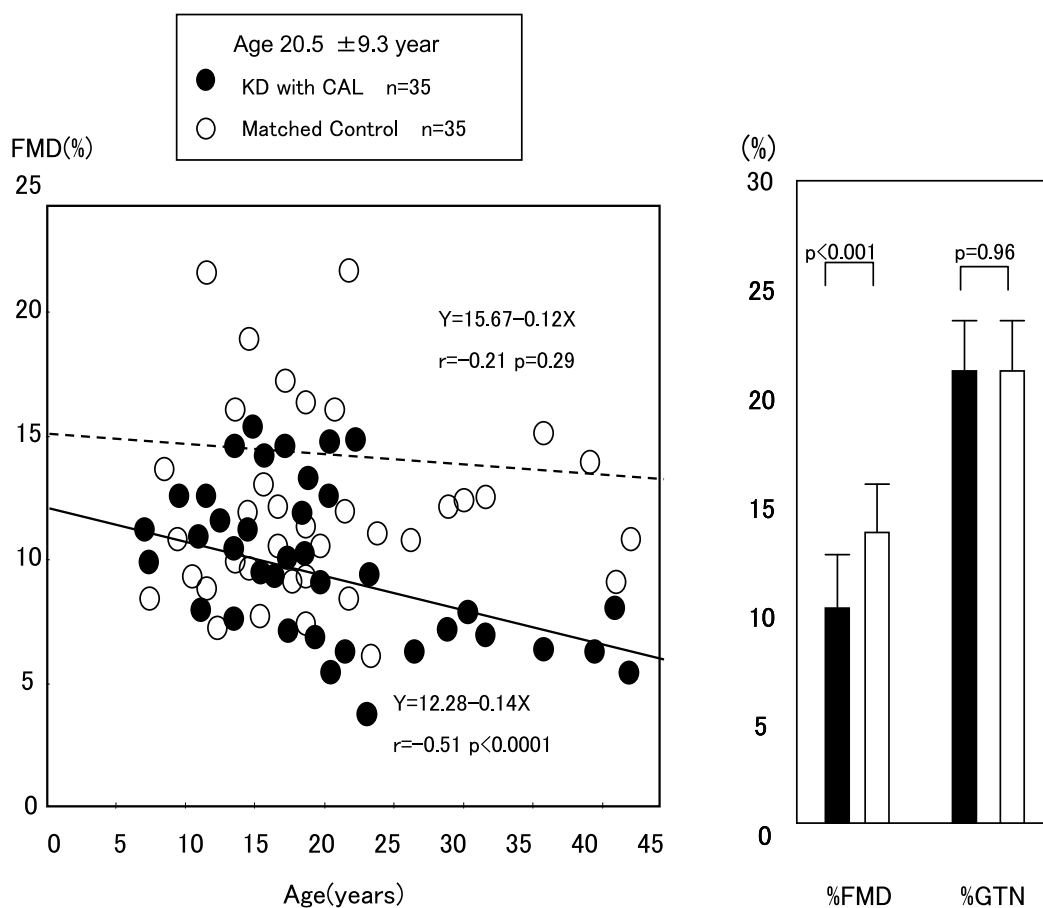 Age 20.5 ±9.3 year
KD with CAL n=35
Matched Control n=35
FMD(%)
25
20
15
10
5
0
Y=15.67-0.12X
r=-0.21 p=0.29
Y=12.28-0.14X
r=-0.51 p<0.0001
0 5 10 15 20 25 30 35 40 45
Age(years)
(%)
30
25
20
15
10
5
0
p<0.001
p=0.96
%FMD %GTN